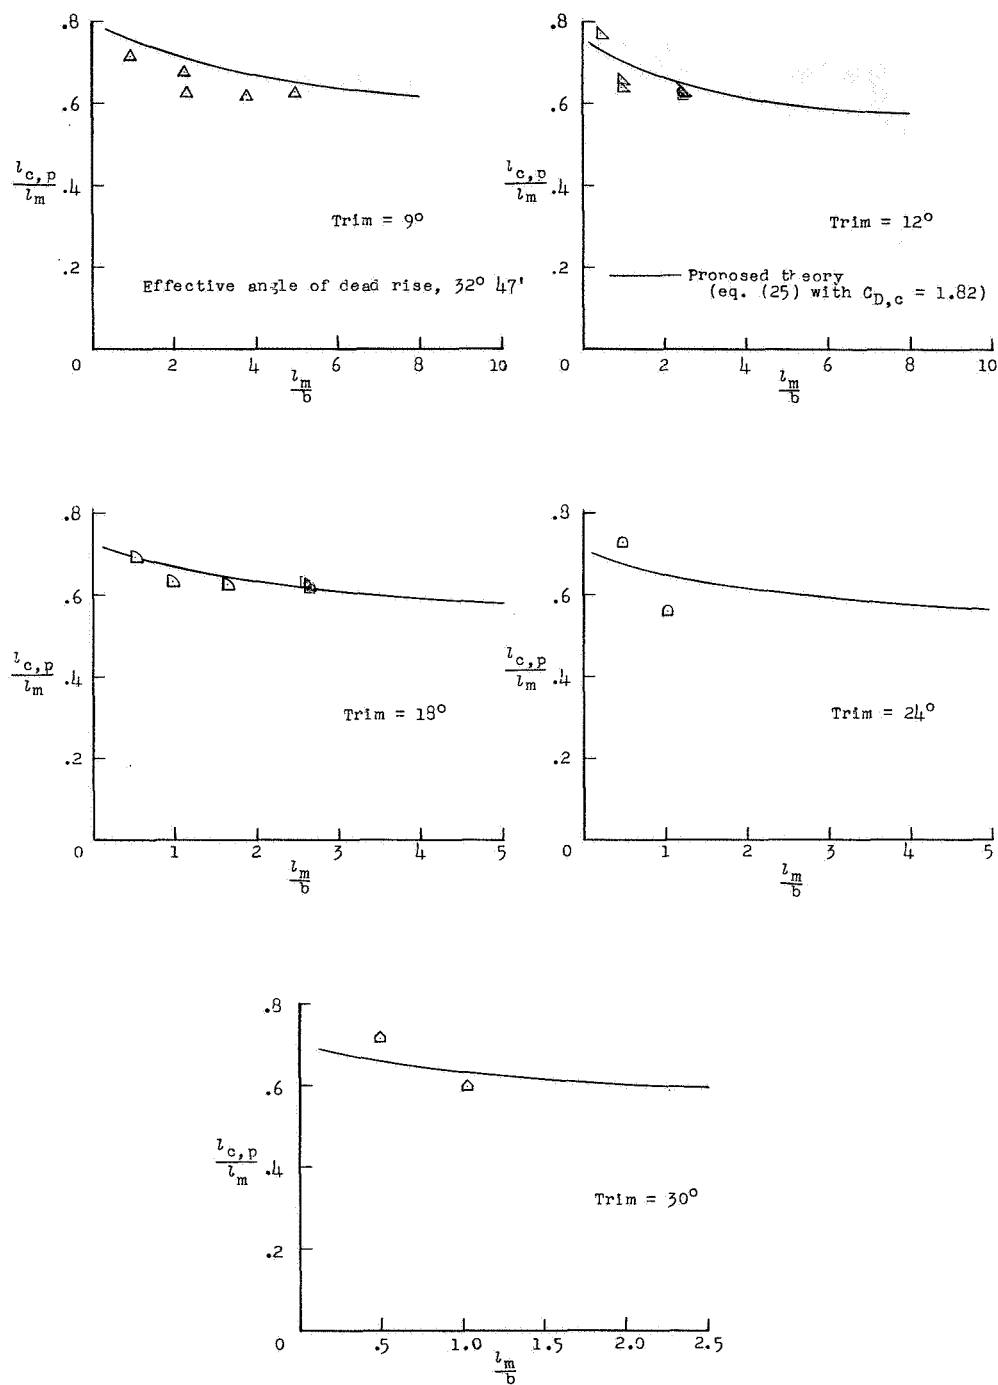 .8
.6
l_c,p
l_m
.4
.2
0
2
4
6
8
10
l_m
b
Trim = 9°
Effective angle of dead rise, 32° 47'
.8
.6
l_c,p
l_m
.4
.2
0
2
4
6
8
10
l_m
b
Trim = 12°
Proposed theory
(eq. (25) with C_D,c = 1.82)
.8
.6
l_c,p
l_m
.4
.2
0
1
2
3
4
5
l_m
b
Trim = 18°
.8
.6
l_c,p
l_m
.4
.2
0
1
2
3
4
5
l_m
b
Trim = 24°
.8
.6
l_c,p
l_m
.4
.2
0
.5
1.0
1.5
2.0
2.5
l_m
b
Trim = 30°